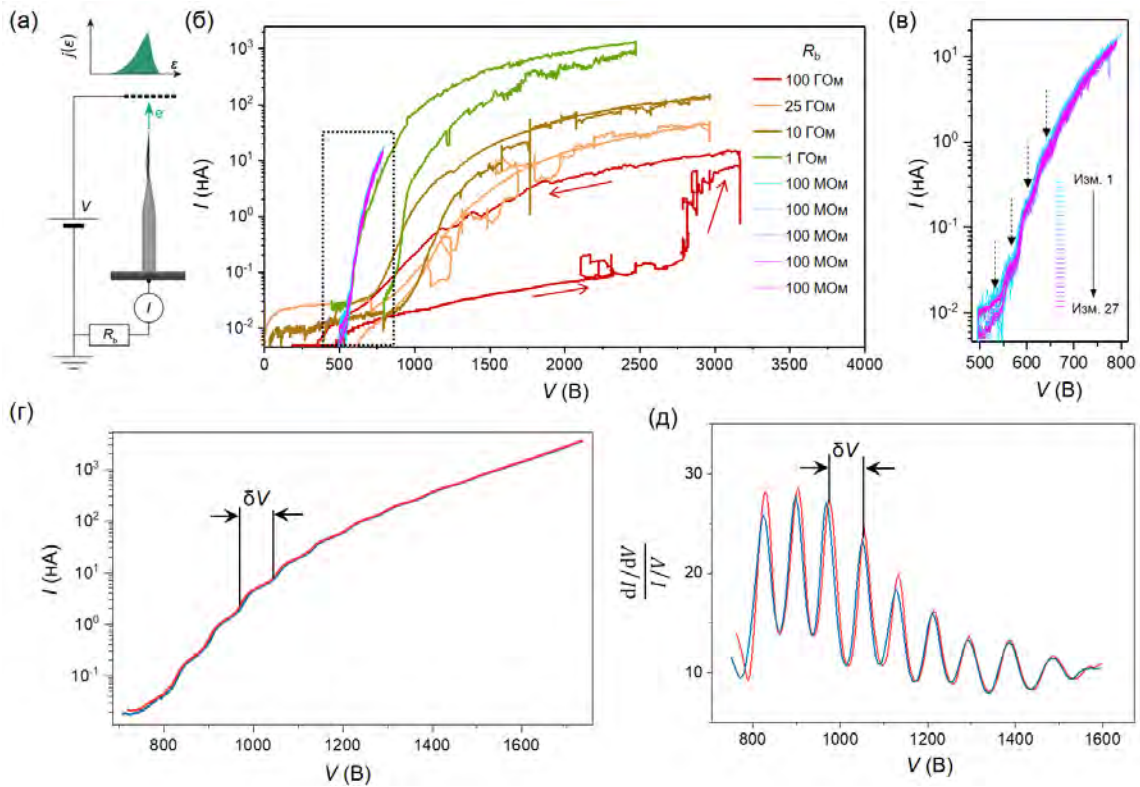 (а)
j(ε)
ε
e⁻
V
I
R_b
(б)
I (нА)
10³
10²
10¹
10⁰
10⁻¹
10⁻²
0 500 1000 1500 2000 2500 3000 3500 4000
V (В)
R_b
100 ГОм
25 ГОм
10 ГОм
1 ГОм
100 МОм
100 МОм
100 МОм
100 МОм
100 МОм
(в)
I (нА)
10¹
10⁰
10⁻¹
10⁻²
Изм. 1
Изм. 27
500 600 700 800
V (В)
(г)
I (нА)
10³
10²
10¹
10⁰
10⁻¹
δV
800 1000 1200 1400 1600
V (В)
(д)
dI/dV
I/V
30
20
10
δV
800 1000 1200 1400 1600
V (В)